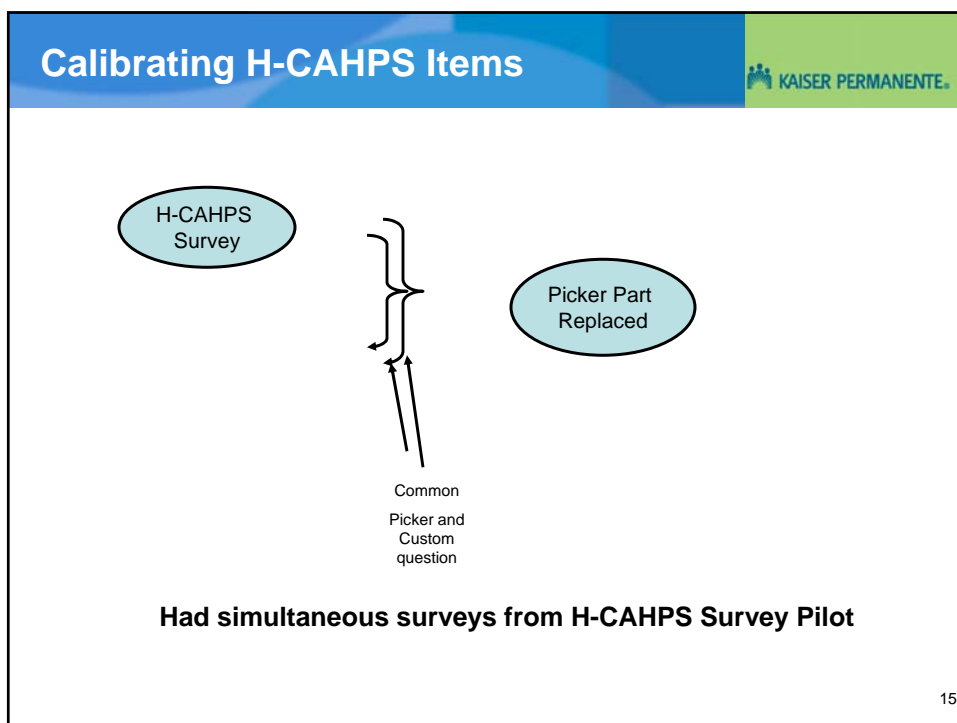 Calibrating H-CAHPS Items
KAISER PERMANENTE®
H-CAHPS
Survey
Picker Part
Replaced
Common
Picker and
Custom
question
Had simultaneous surveys from H-CAHPS Survey Pilot
15